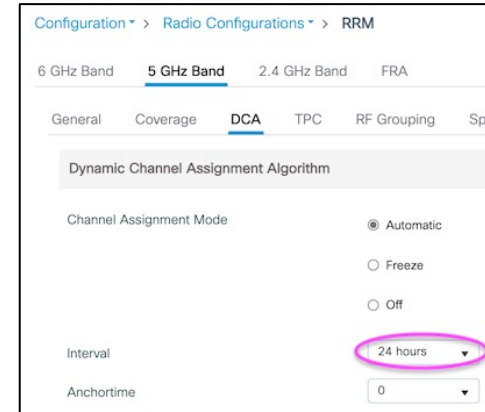 Configuration > Radio Configurations > RRM
6 GHz Band 5 GHz Band 2.4 GHz Band FRA
General Coverage DCA TPC RF Grouping Sp
Dynamic Channel Assignment Algorithm
Channel Assignment Mode Automatic
Freeze
Off
Interval 24 hours
Anchortime 0